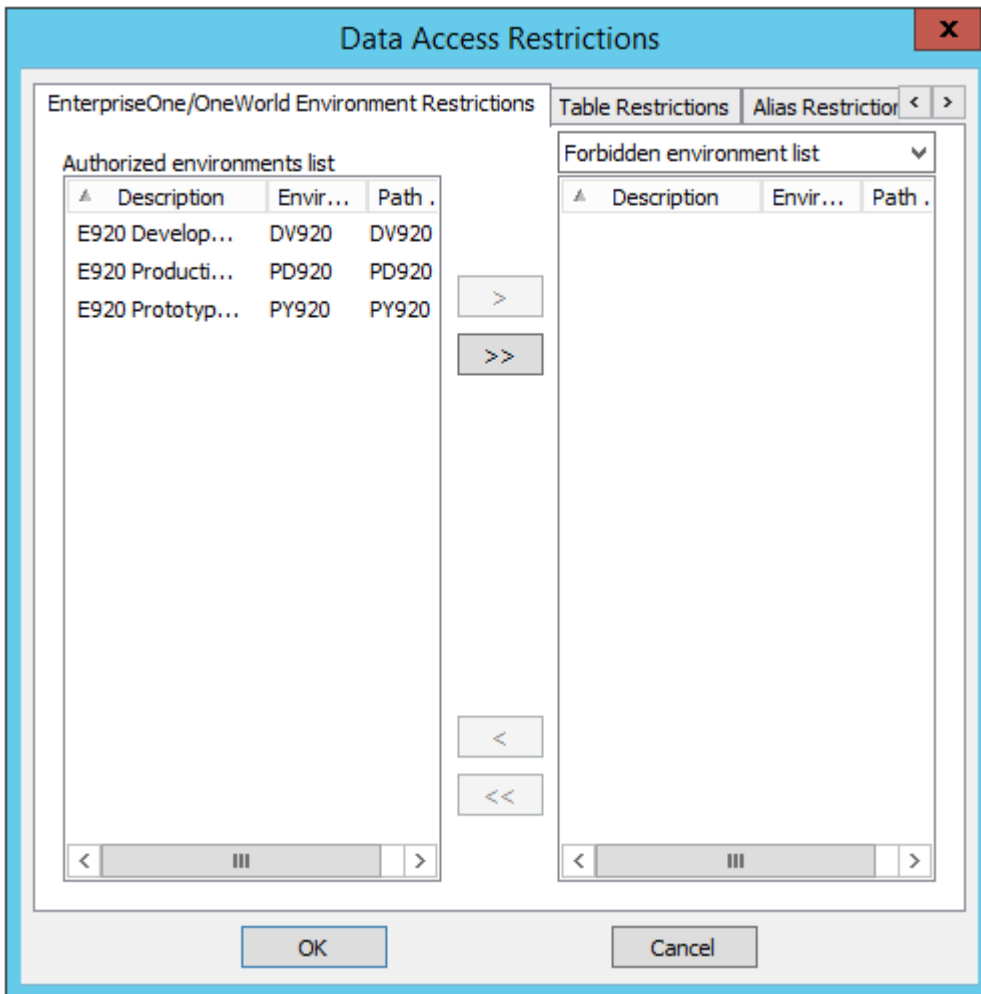 Data Access Restrictions
x
EnterpriseOne/OneWorld Environment Restrictions Table Restrictions Alias Restriction < >
Authorized environments list Forbidden environment list
Description Envir... Path . Description Envir... Path .
E920 Develop... DV920 DV920
E920 Producti... PD920 PD920
E920 Prototyp... PY920 PY920
>
>>
<
<<
OK Cancel